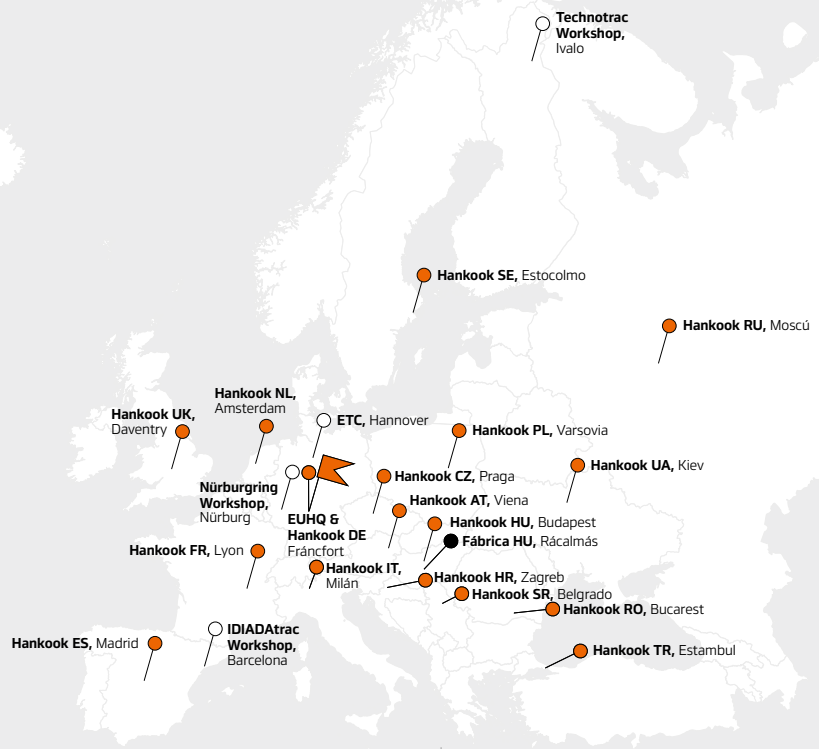 Technotrac
Workshop,
Ivalo
Hankook SE, Estocolmo
Hankook RU, Moscú
Hankook NL,
Amsterdam
Hankook UK,
Daventry
ETC, Hannover
Hankook PL, Varsovia
Hankook UA, Kiev
Hankook CZ, Praga
Nürburgring
Workshop,
Nürburg
Hankook AT, Viena
EUHQ &
Hankook DE
Fráncfort
Hankook HU, Budapest
Fábrica HU, Rácalmás
Hankook FR, Lyon
Hankook IT,
Milán
Hankook HR, Zagreb
Hankook SR, Belgrado
Hankook RO, Bucarest
IDIADAtrac
Workshop,
Barcelona
Hankook ES, Madrid
Hankook TR, Estambul